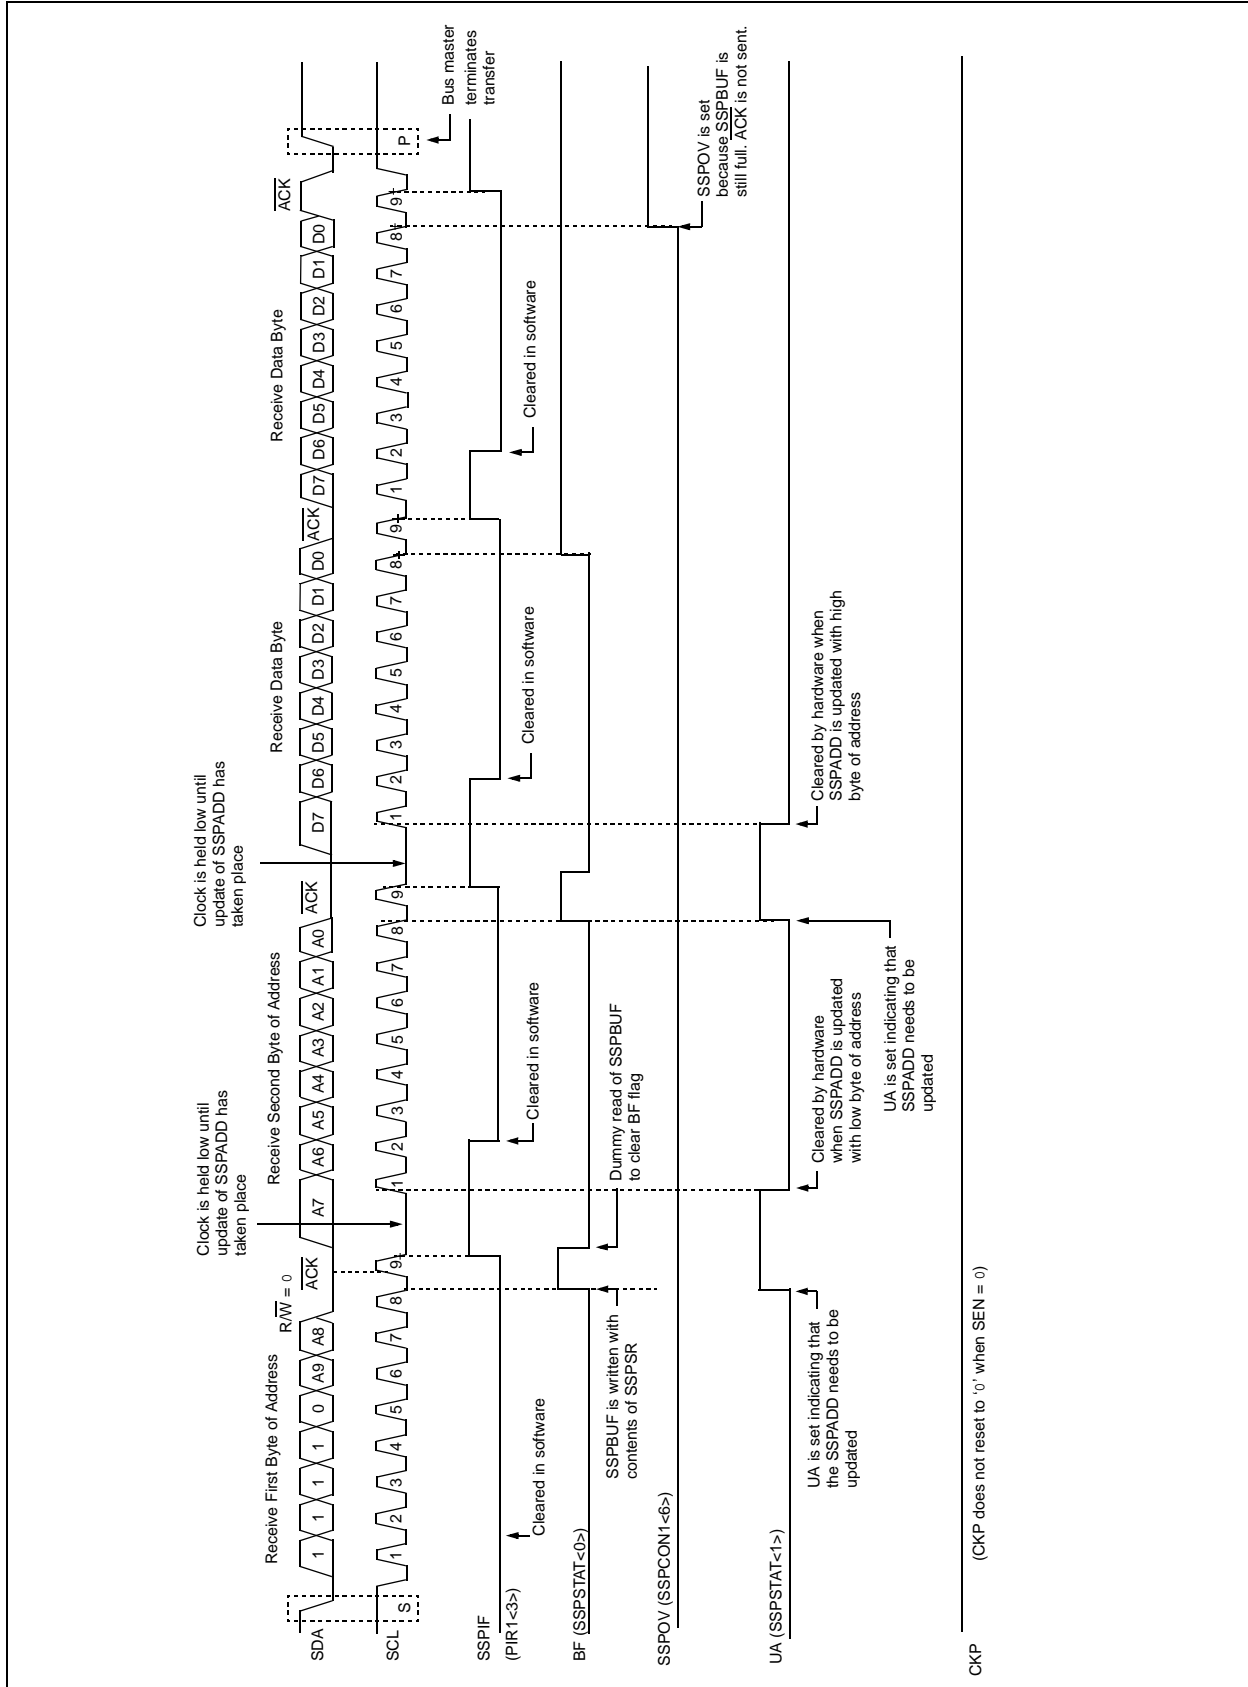 Receive First Byte of Address
R/W = 0
ACK
Clock is held low until
update of SSPADD has
taken place
Receive Second Byte of Address
ACK
Clock is held low until
update of SSPADD has
taken place
Receive Data Byte
ACK
Receive Data Byte
ACK
SDA
1 1 1 1 0 A9 A8 A7 A6 A5 A4 A3 A2 A1 A0 D7 D6 D5 D4 D3 D2 D1 D0 D7 D6 D5 D4 D3 D2 D1 D0
SCL
S 1 2 3 4 5 6 7 8 9 1 2 3 4 5 6 7 8 9 1 2 3 4 5 6 7 8 9 1 2 3 4 5 6 7 8 9 P
Bus master
terminates
transfer
SSPIF
(PIR1<3>)
Cleared in software
Cleared in software
Cleared in software
Cleared in software
BF (SSPSTAT<0>)
SSPBUF is written with
contents of SSPSR
Dummy read of SSPBUF
to clear BF flag
SSPOV (SSPCON1<6>)
SSPOV is set
because SSPBUF is
still full. ACK is not sent.
UA (SSPSTAT<1>)
UA is set indicating that
the SSPADD needs to be
updated
Cleared by hardware
when SSPADD is updated
with low byte of address
UA is set indicating that
SSPADD needs to be
updated
Cleared by hardware when
SSPADD is updated with high
byte of address
CKP
(CKP does not reset to ‘0’ when SEN = 0)